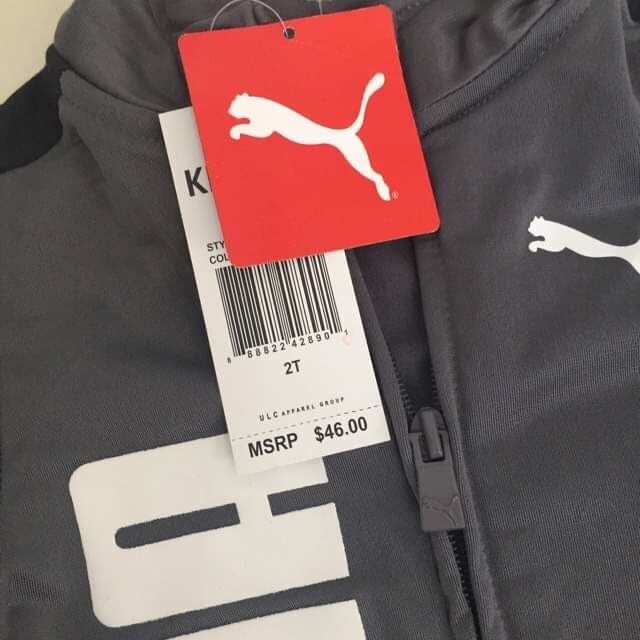 ®
STY
COL
8 88822 42890 1
2T
ULC APPAREL GROUP
MSRP $46.00